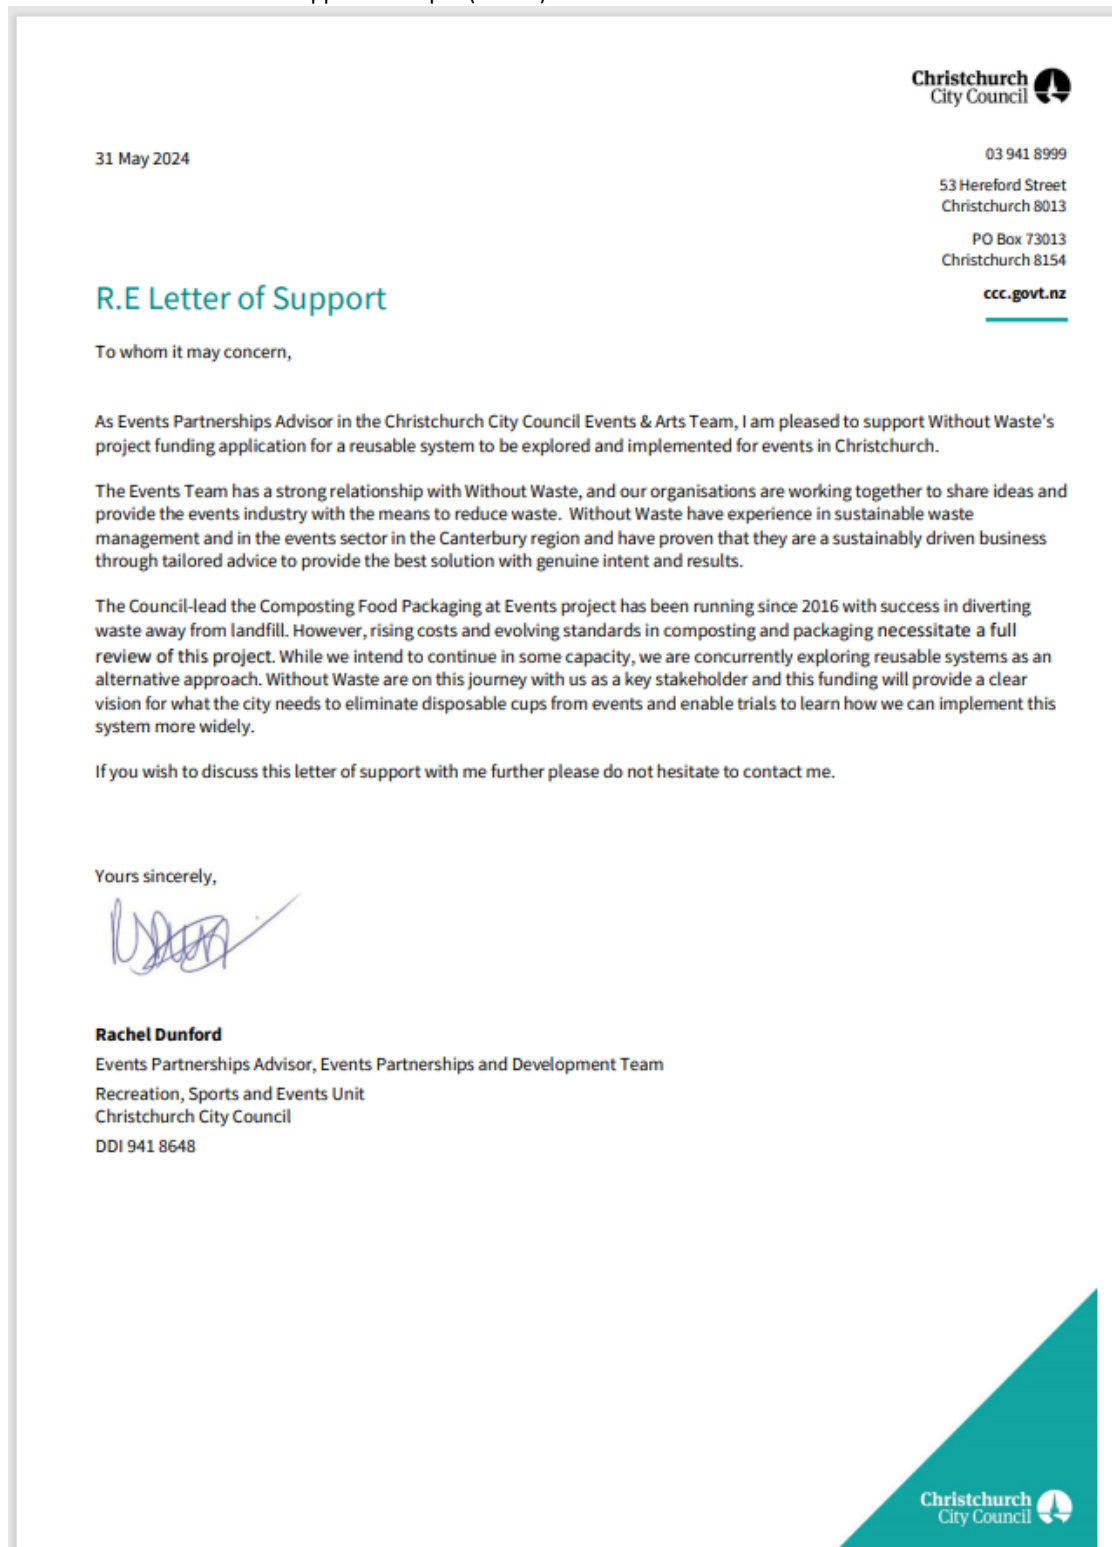 Christchurch
City Council
31 May 2024
03 941 8999
53 Hereford Street
Christchurch 8013
PO Box 73013
Christchurch 8154
ccc.govt.nz
R.E Letter of Support
To whom it may concern,
As Events Partnerships Advisor in the Christchurch City Council Events & Arts Team, I am pleased to support Without Waste's
project funding application for a reusable system to be explored and implemented for events in Christchurch.
The Events Team has a strong relationship with Without Waste, and our organisations are working together to share ideas and
provide the events industry with the means to reduce waste. Without Waste have experience in sustainable waste
management and in the events sector in the Canterbury region and have proven that they are a sustainably driven business
through tailored advice to provide the best solution with genuine intent and results.
The Council-lead the Composting Food Packaging at Events project has been running since 2016 with success in diverting
waste away from landfill. However, rising costs and evolving standards in composting and packaging necessitate a full
review of this project. While we intend to continue in some capacity, we are concurrently exploring reusable systems as an
alternative approach. Without Waste are on this journey with us as a key stakeholder and this funding will provide a clear
vision for what the city needs to eliminate disposable cups from events and enable trials to learn how we can implement this
system more widely.
If you wish to discuss this letter of support with me further please do not hesitate to contact me.
Yours sincerely,
Rachel Dunford
Events Partnerships Advisor, Events Partnerships and Development Team
Recreation, Sports and Events Unit
Christchurch City Council
DDI 941 8648
Christchurch
City Council